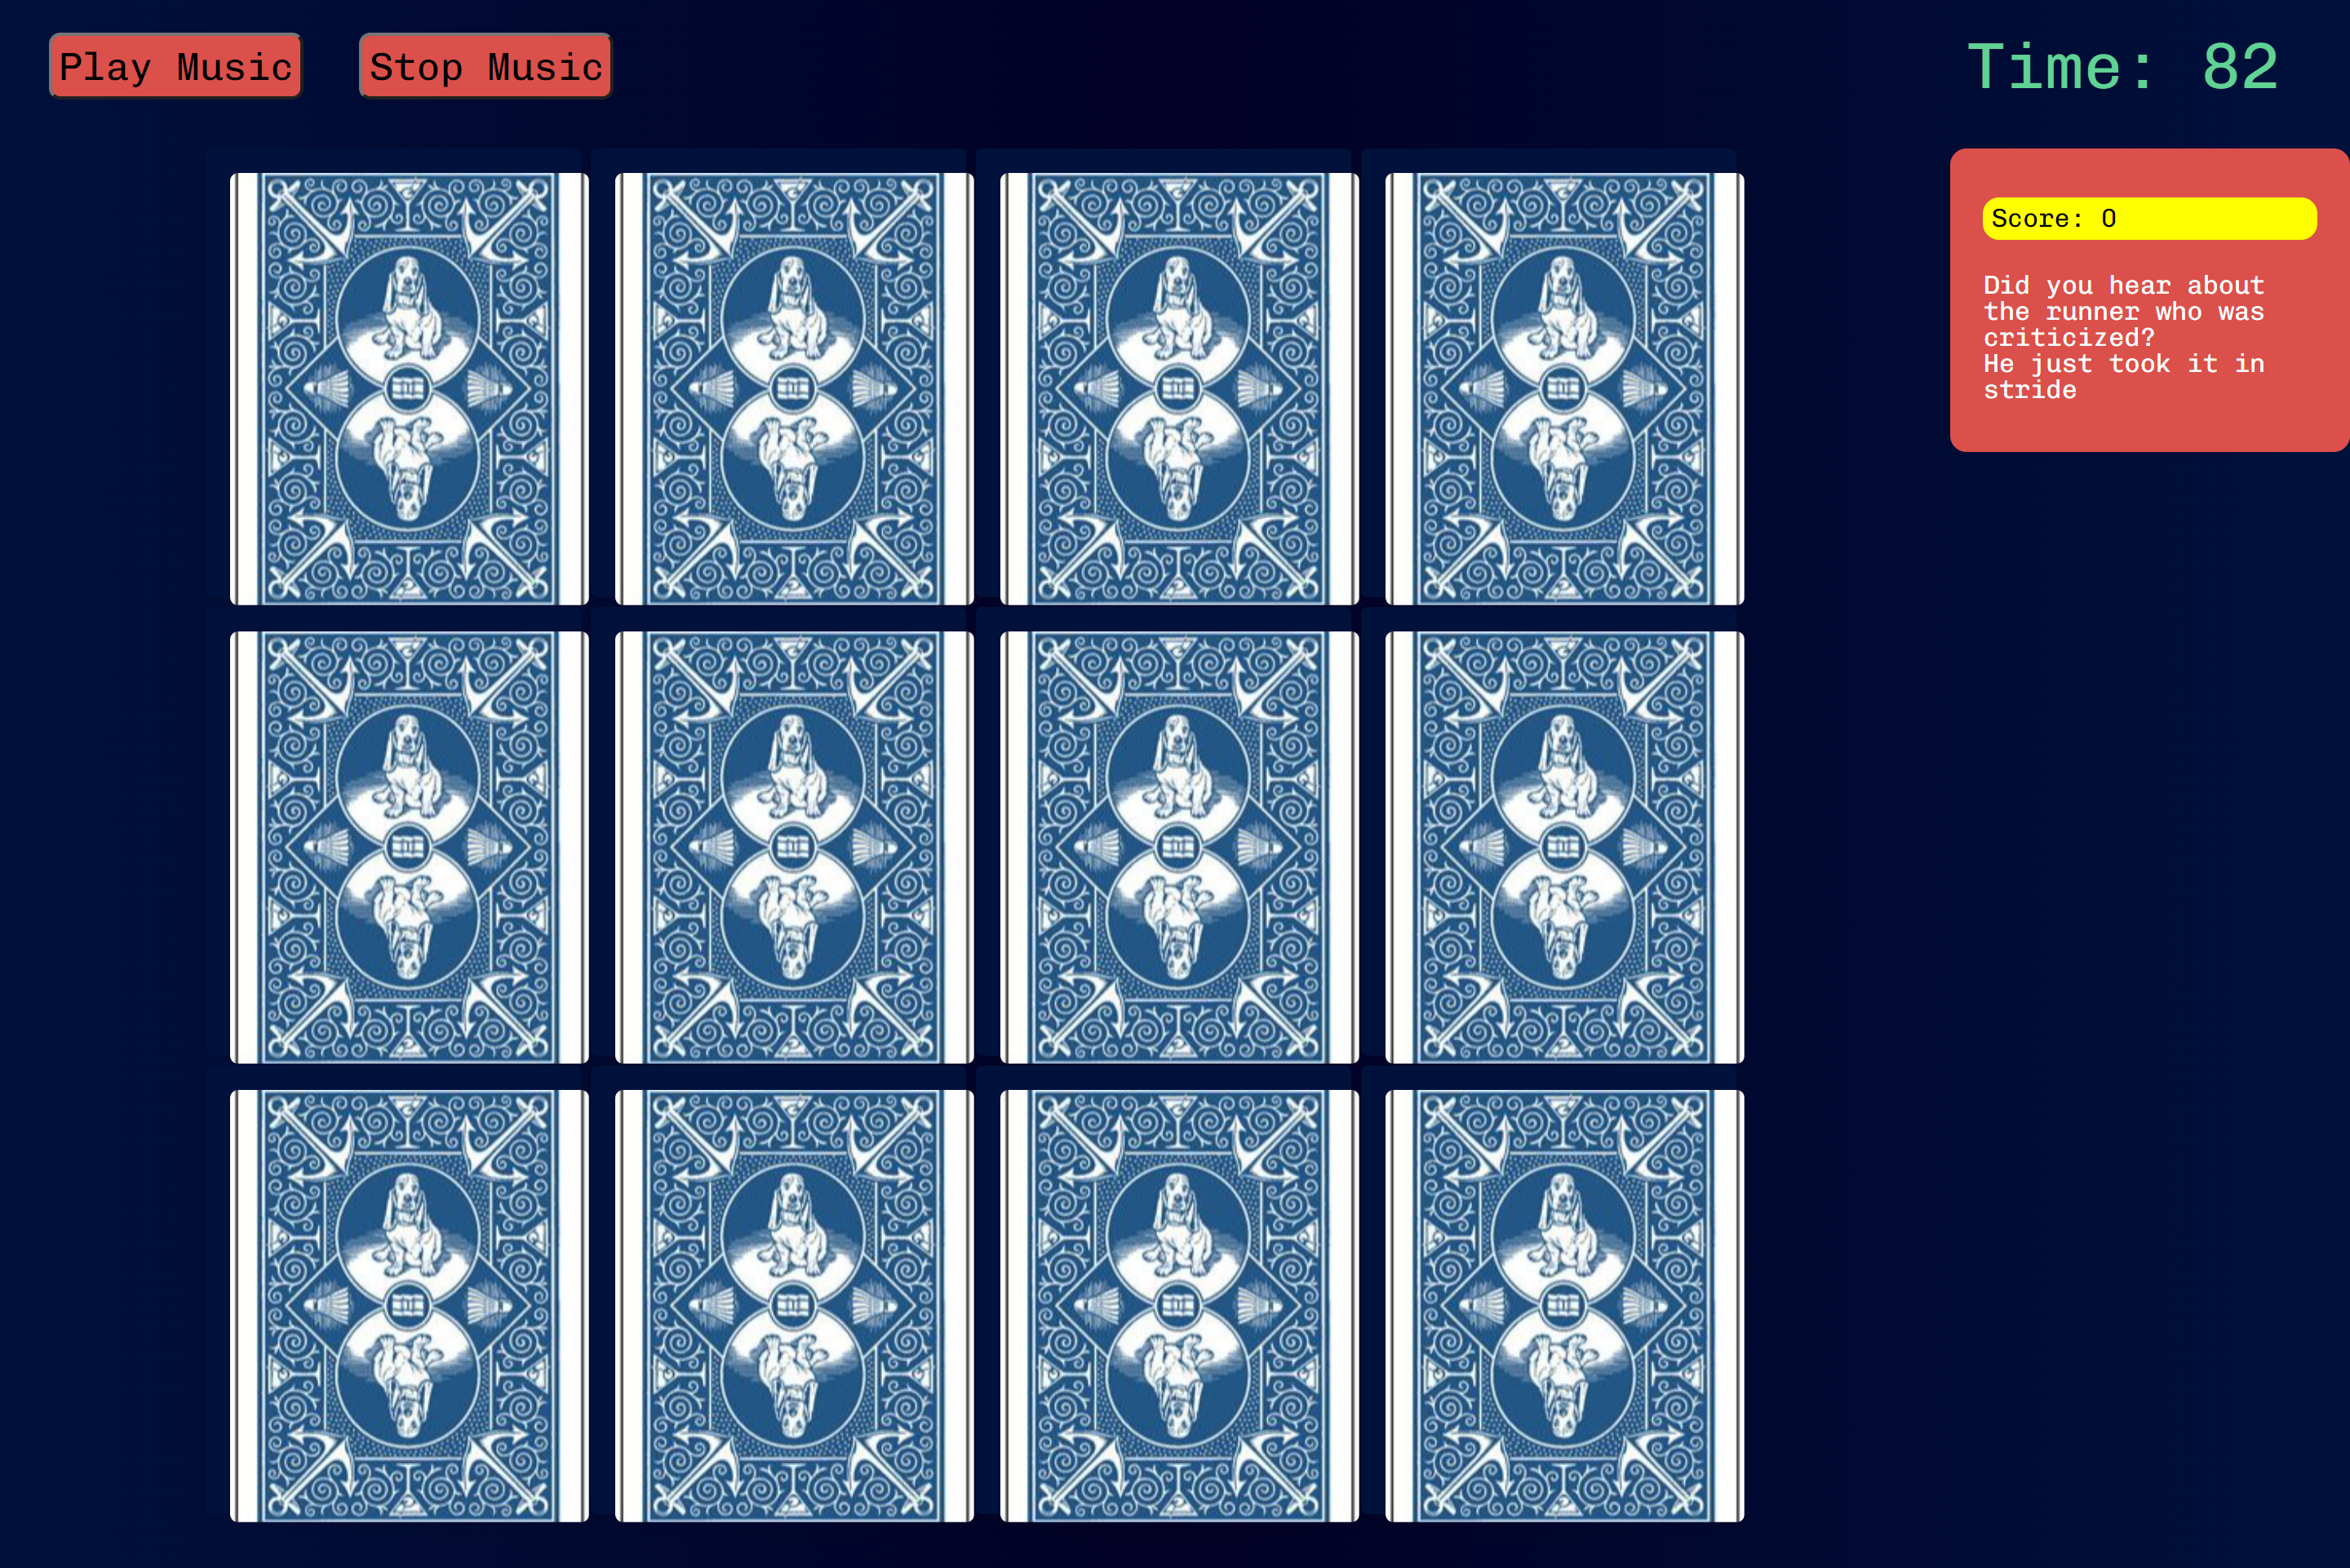 Play Music
Stop Music
Time: 82
Score: 0
Did you hear about
the runner who was
criticized?
He just took it in
stride